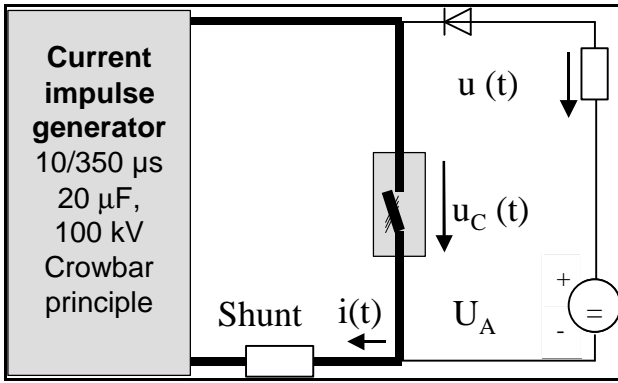 Current
impulse
generator
10/350 µs
20 μF,
100 kV
Crowbar
principle
u (t)
u_C (t)
Shunt
i(t)
U_A
+
-
=